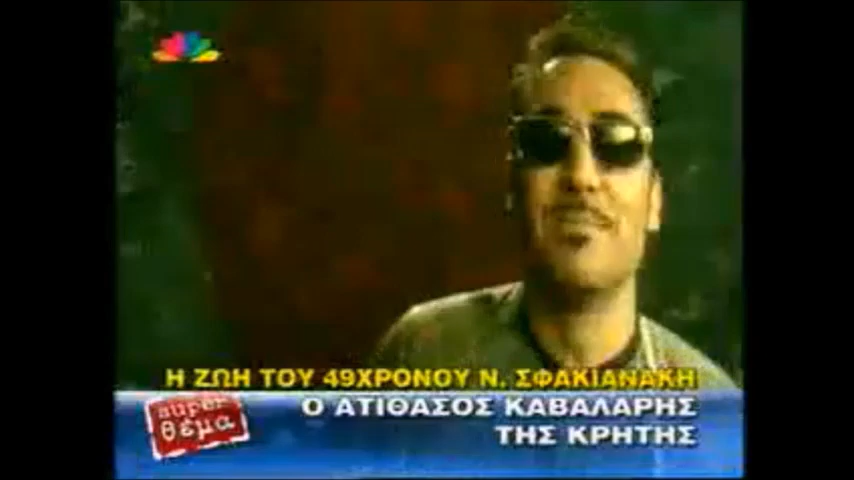 Η ΖΩΗ ΤΟΥ 49ΧΡΟΝΟΥ Ν. ΣΦΑΚΙΑΝΑΚΗ
super
θέμα
Ο ΑΤΙΘΑΣΟΣ ΚΑΒΑΛΑΡΗΣ
ΤΗΣ ΚΡΗΤΗΣ